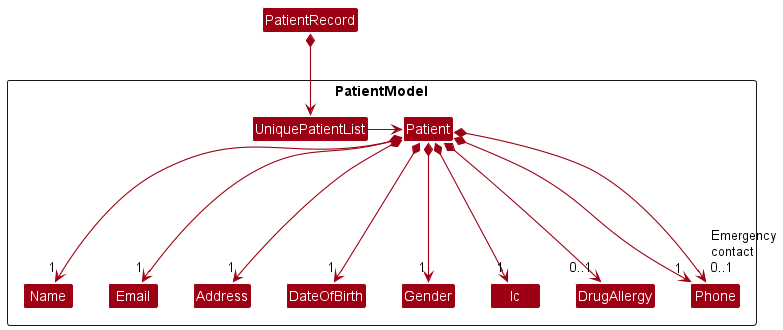 PatientRecord
PatientModel
UniquePatientList
Patient
Emergency
contact
1
1
1
1
1
1
0..1
1
0..1
Name
Email
Address
DateOfBirth
Gender
Ic
DrugAllergy
Phone